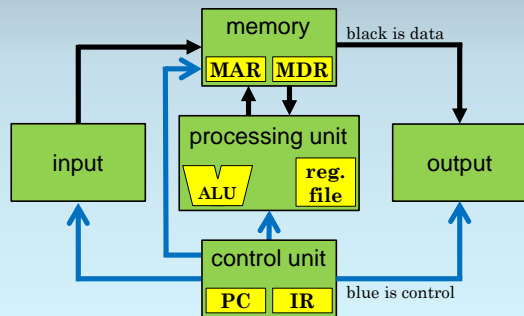 memory
black is data
MAR MDR
processing unit
input
ALU
reg.
file
output
control unit
PC IR
blue is control